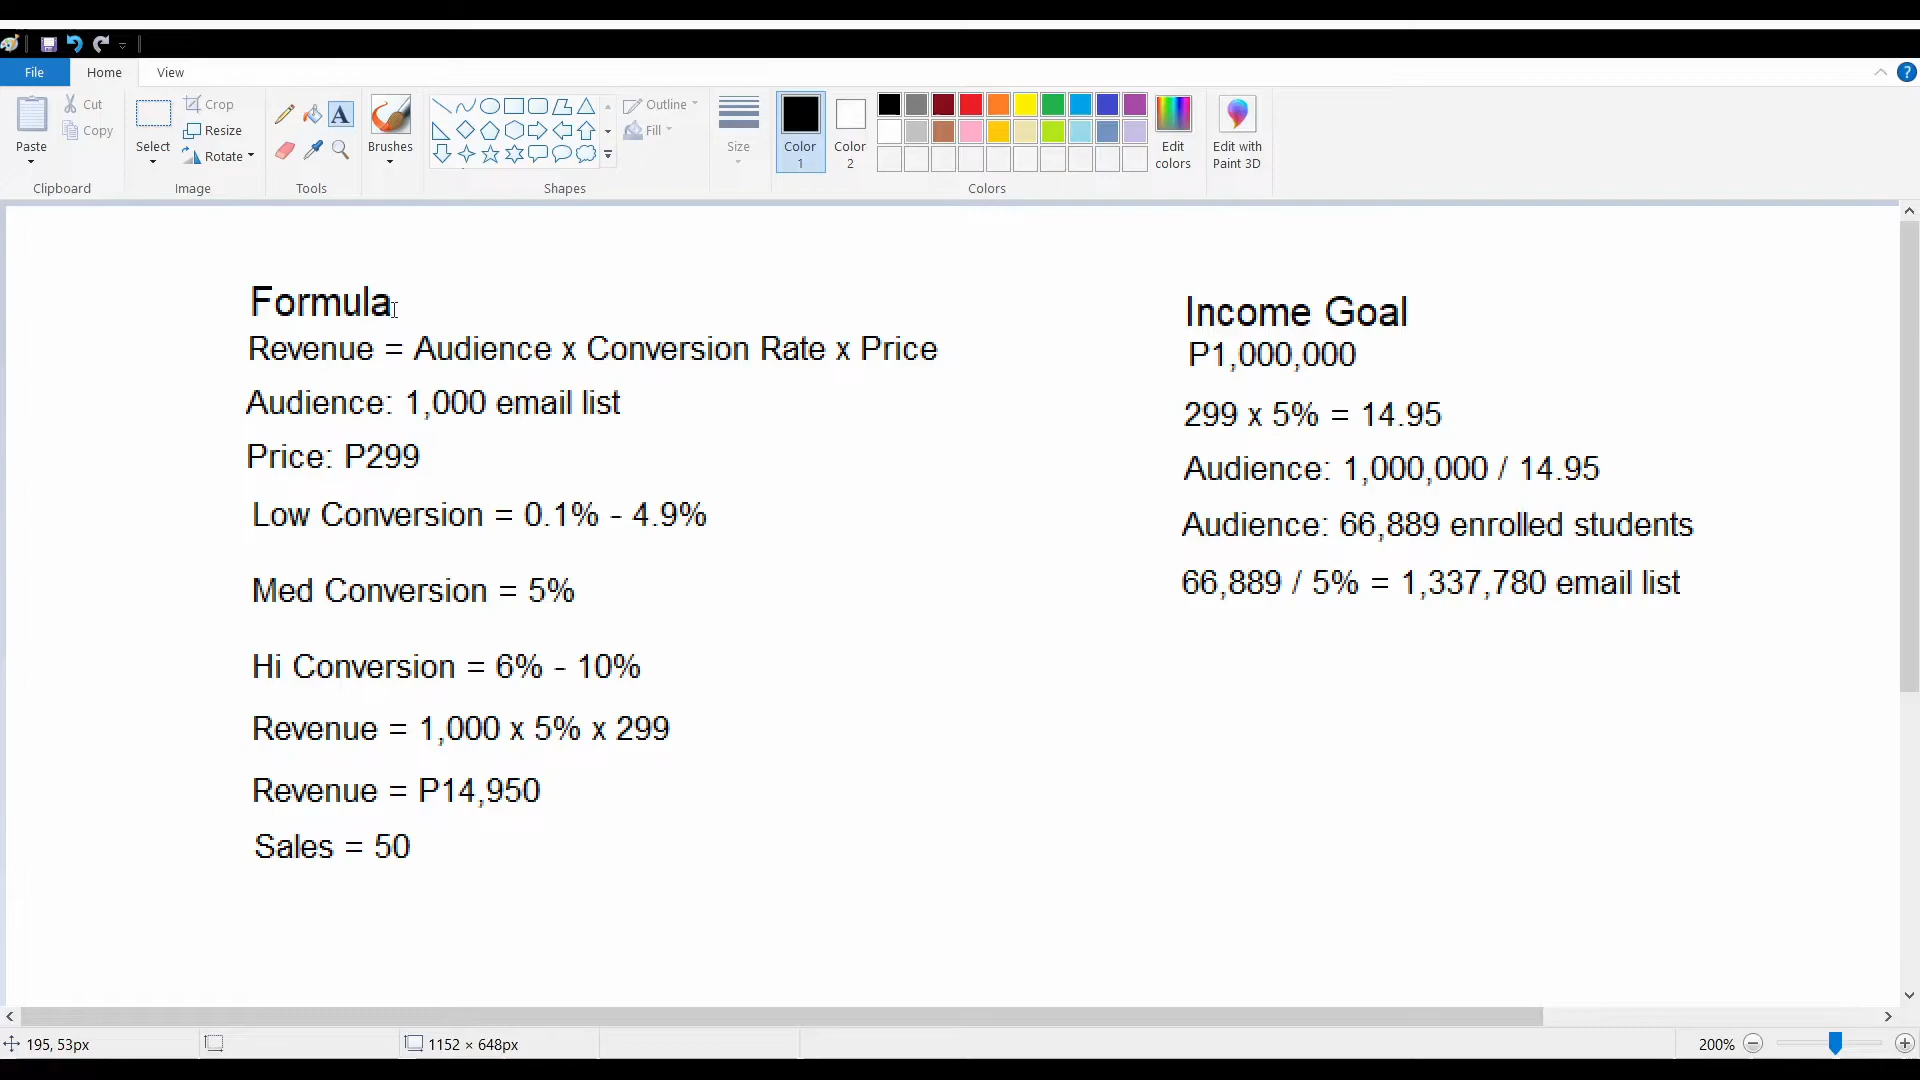 File
Home
View
Paste
Cut
Copy
Clipboard
Select
Crop
Resize
Rotate
Image
A
Tools
Brushes
Shapes
Outline
Fill
Size
Color
1
Color
2
Colors
Edit
colors
Edit with
Paint 3D
?
Formula
Revenue = Audience x Conversion Rate x Price
Audience: 1,000 email list
Price: P299
Low Conversion = 0.1% - 4.9%
Med Conversion = 5%
Hi Conversion = 6% - 10%
Revenue = 1,000 x 5% x 299
Revenue = P14,950
Sales = 50
Income Goal
P1,000,000
299 x 5% = 14.95
Audience: 1,000,000 / 14.95
Audience: 66,889 enrolled students
66,889 / 5% = 1,337,780 email list
195, 53px
1152 × 648px
200%